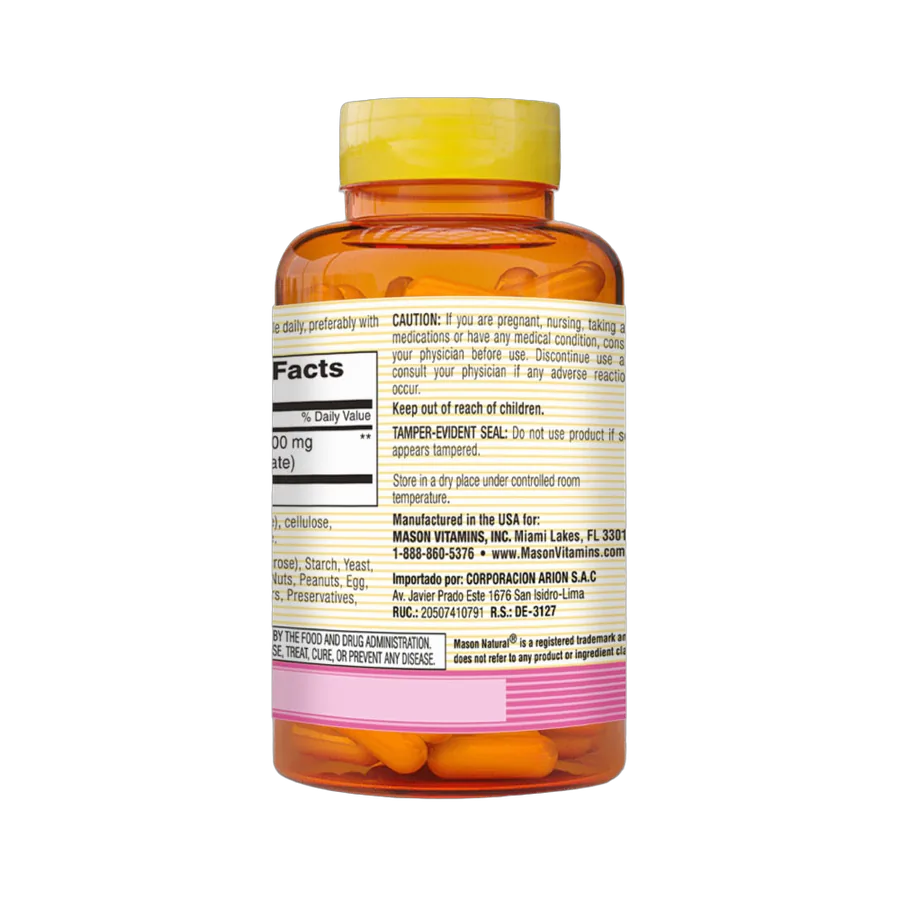 daily, preferably with
Facts
% Daily Value
00 mg **
ate)
), cellulose,
rose), Starch, Yeast,
Nuts, Peanuts, Egg,
rs, Preservatives,
BY THE FOOD AND DRUG ADMINISTRATION.
SE, TREAT, CURE, OR PREVENT ANY DISEASE.
CAUTION: If you are pregnant, nursing, taking a
medications or have any medical condition, cons
your physician before use. Discontinue use a
consult your physician if any adverse reactio
occur.
Keep out of reach of children.
TAMPER-EVIDENT SEAL: Do not use product if se
appears tampered.
Store in a dry place under controlled room
temperature.
Manufactured in the USA for:
MASON VITAMINS, INC. Miami Lakes, FL 3301
1-888-860-5376 • www.MasonVitamins.com
Importado por: CORPORACION ARION S.A.C
Av. Javier Prado Este 1676 San Isidro-Lima
RUC.: 20507410791 R.S.: DE-3127
Mason Natural® is a registered trademark an
does not refer to any product or ingredient cla